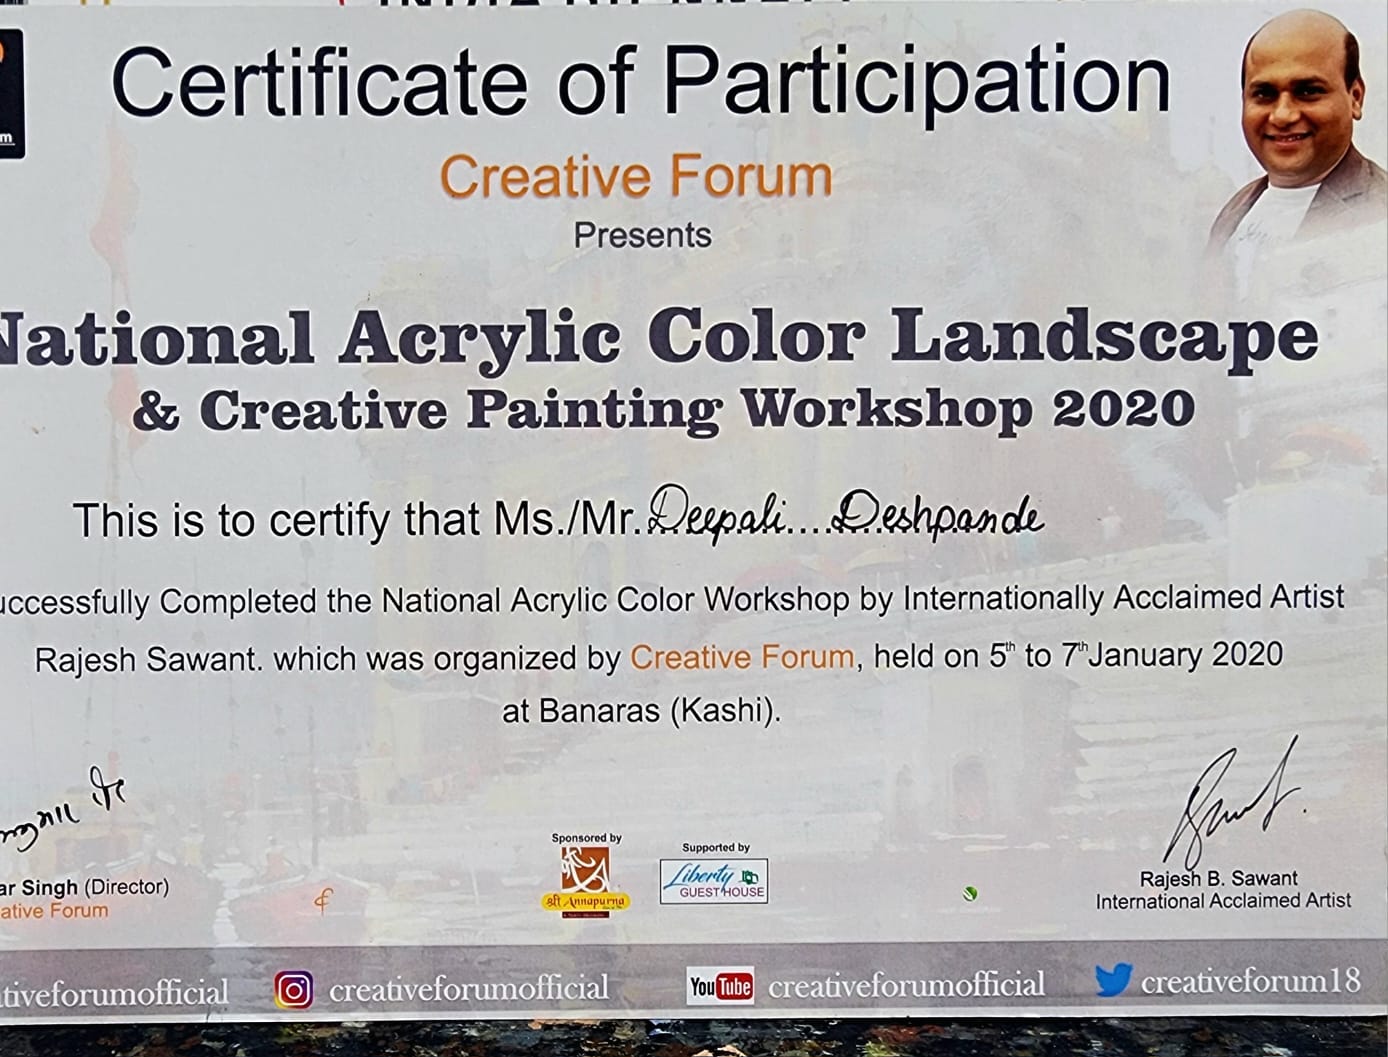 Certificate of Participation
Creative Forum
Presents
National Acrylic Color Landscape
& Creative Painting Workshop 2020
This is to certify that Ms./Mr. Deepali....Deshpande
uccessfully Completed the National Acrylic Color Workshop by Internationally Acclaimed Artist
Rajesh Sawant. which was organized by Creative Forum, held on 5th to 7th January 2020
at Banaras (Kashi).
Sponsored by
श्री Annapurna
Supported by
Liberty
GUEST HOUSE
ar Singh (Director)
ative Forum
Rajesh B. Sawant
International Acclaimed Artist
tiveforumofficial
creativeforumofficial
YouTube creativeforumofficial
creativeforum18